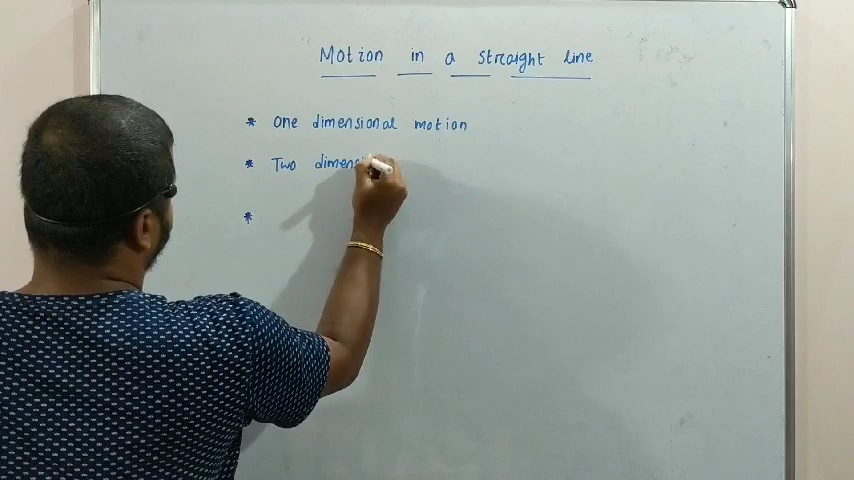 Motion in a straight line
* One dimensional motion
* Two dimens
*